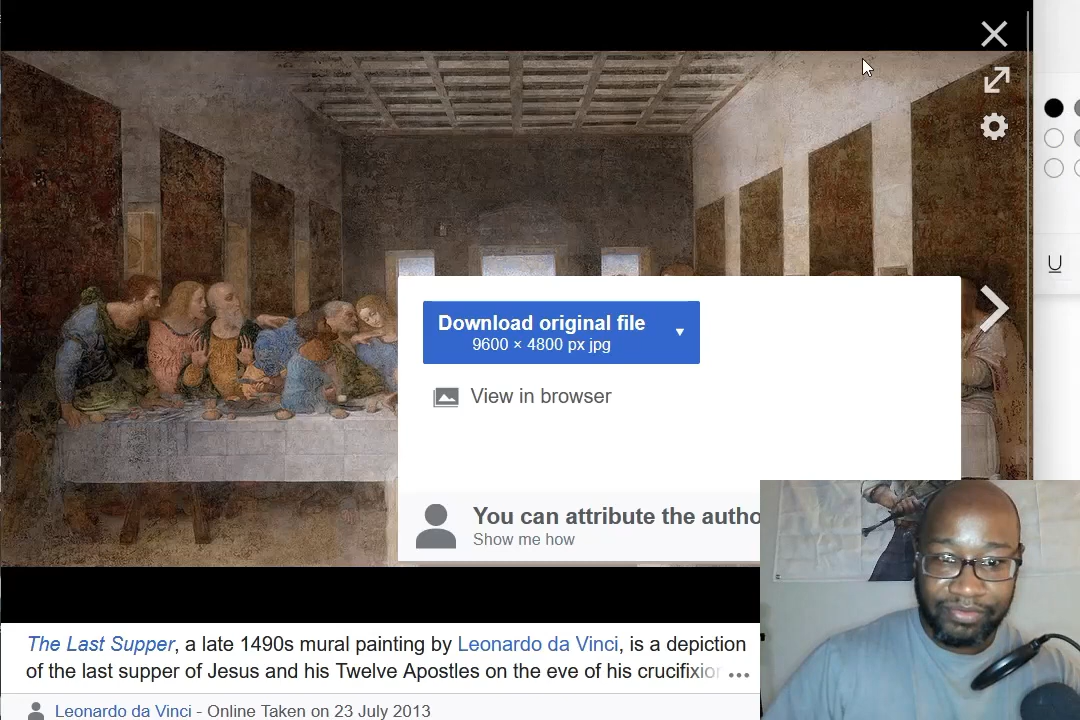 Download original file
9600 × 4800 px jpg
View in browser
You can attribute the autho
Show me how
The Last Supper, a late 1490s mural painting by Leonardo da Vinci, is a depiction
of the last supper of Jesus and his Twelve Apostles on the eve of his crucifixion
Leonardo da Vinci - Online Taken on 23 July 2013
U